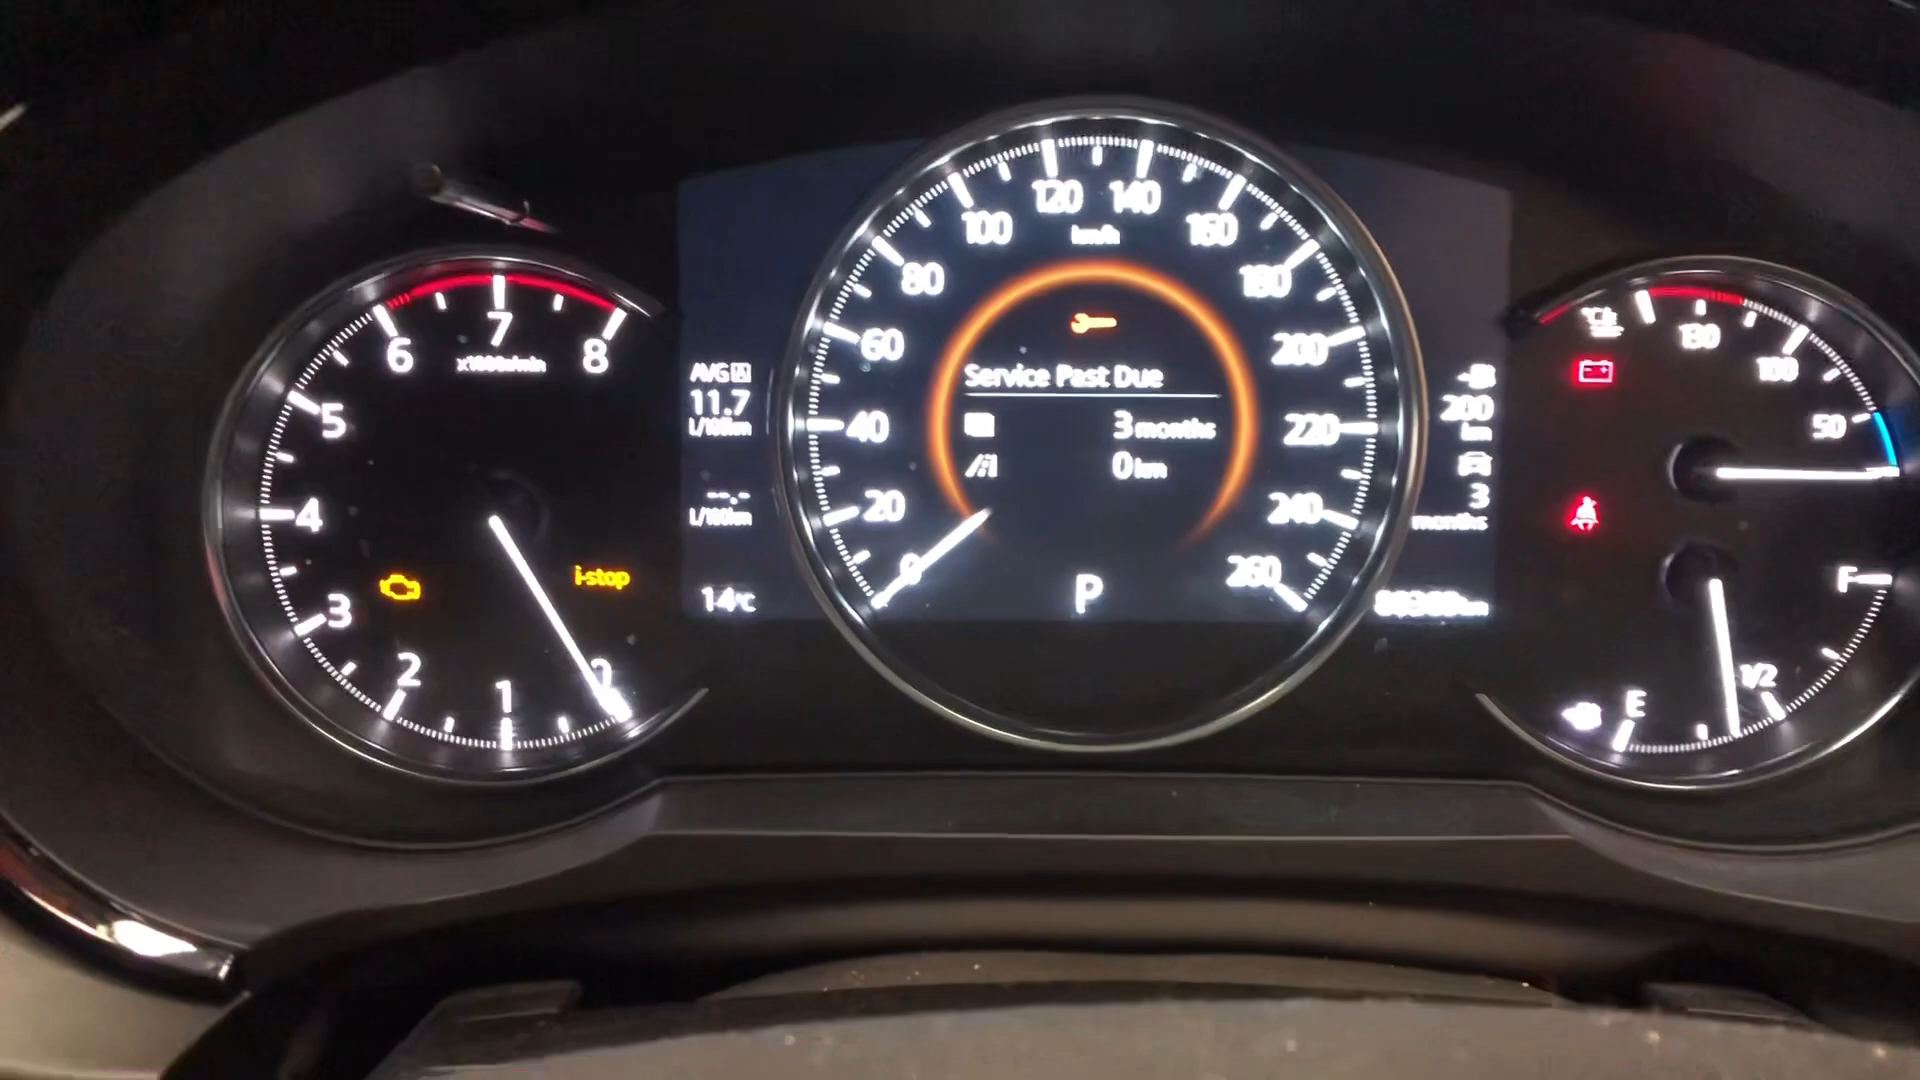 8
7
6
5
4
3
2
1
0
x1000r/min
i-stop
AVG A
11.7
L/100km
--.-
L/100km
14°C
0
20
40
60
80
100
120
140
160
180
200
220
240
260
km/h
Service Past Due
3 months
0 km
P
200
km
3
months
130
100
50
F
1/2
E